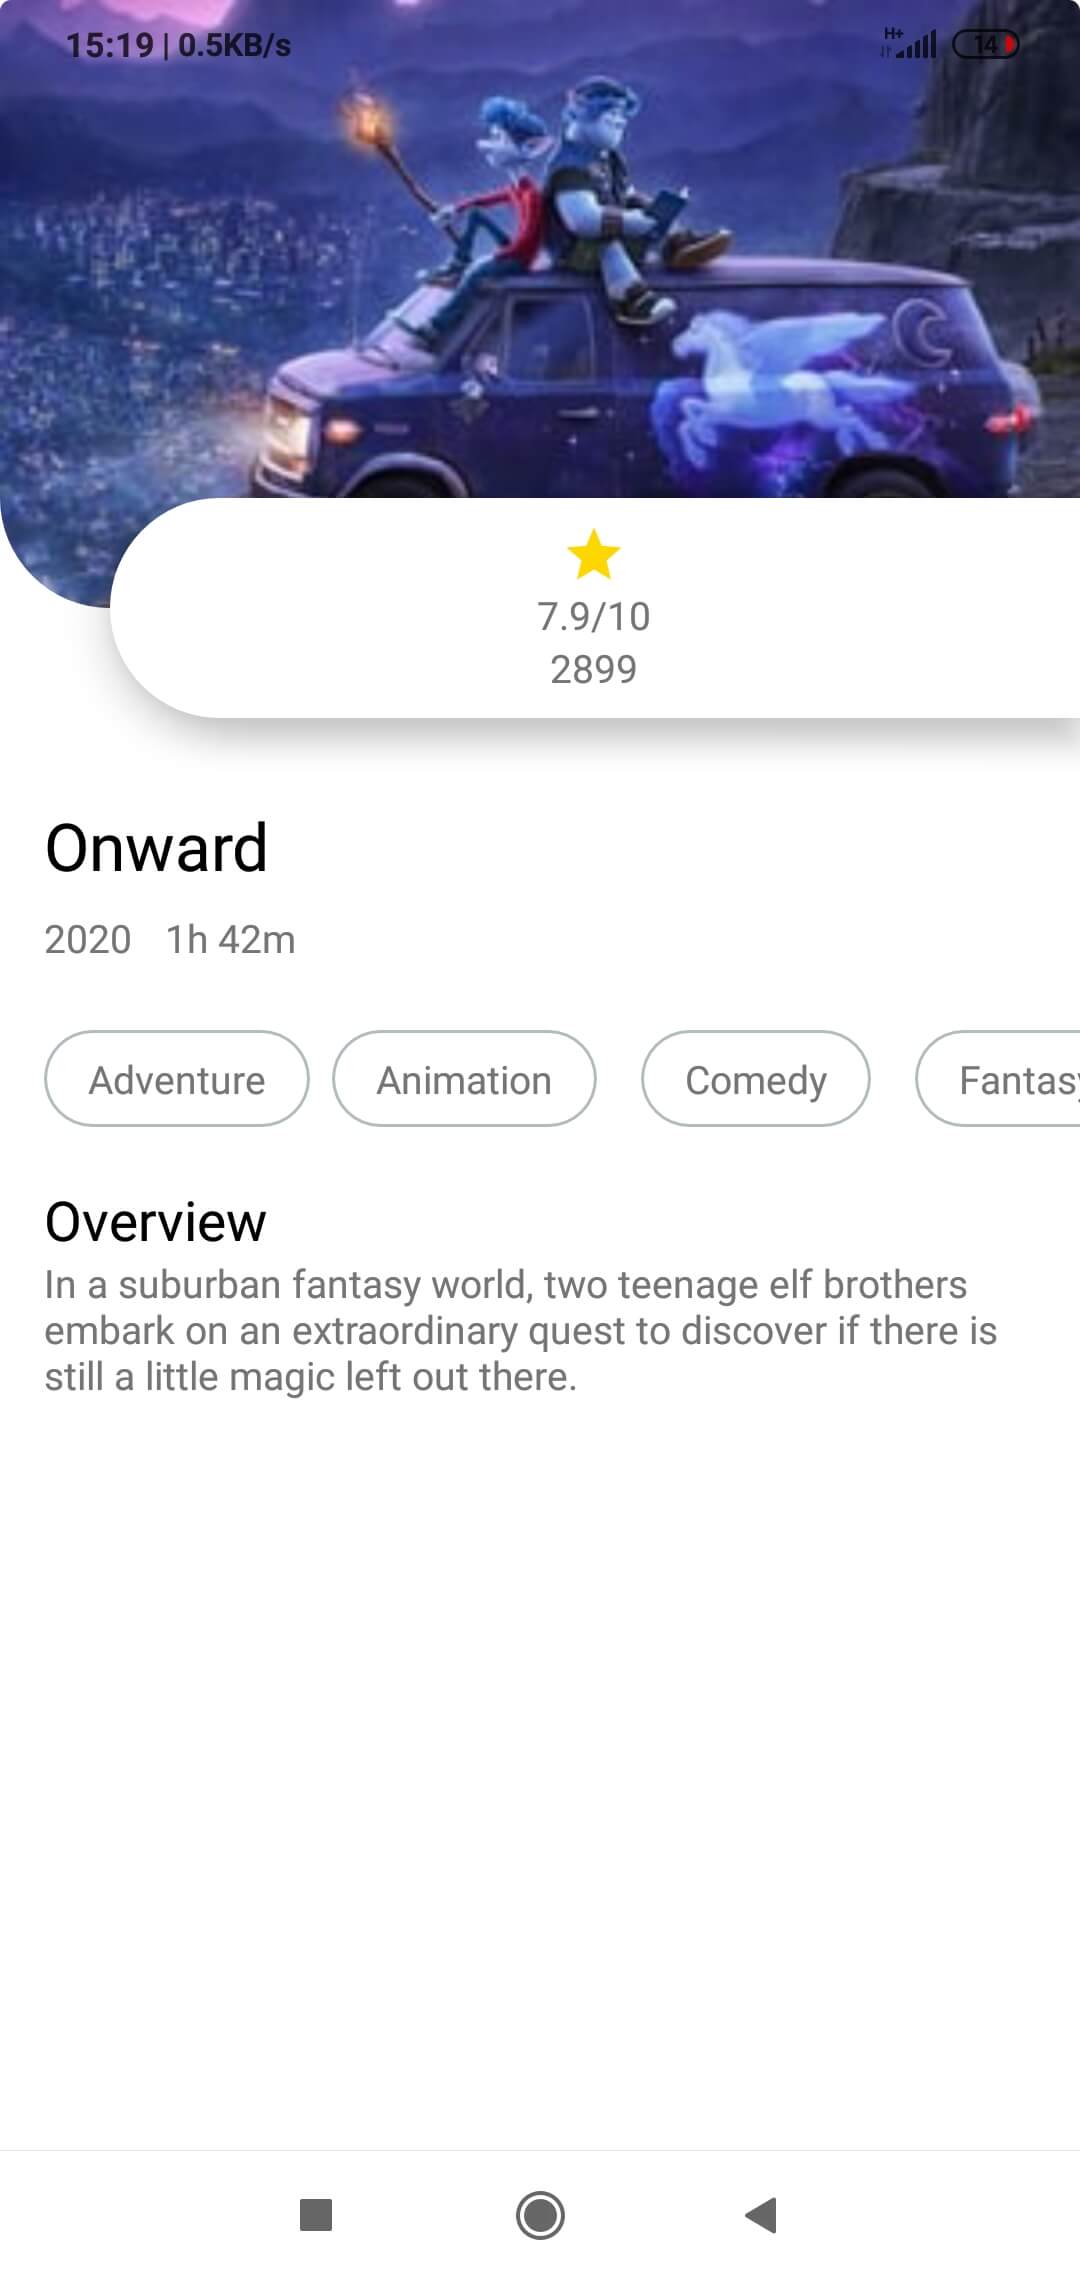 15:19 | 0.5KB/s H+ 14
7.9/10
2899
Onward
2020 1h 42m
Adventure Animation Comedy Fantasy
Overview
In a suburban fantasy world, two teenage elf brothers
embark on an extraordinary quest to discover if there is
still a little magic left out there.